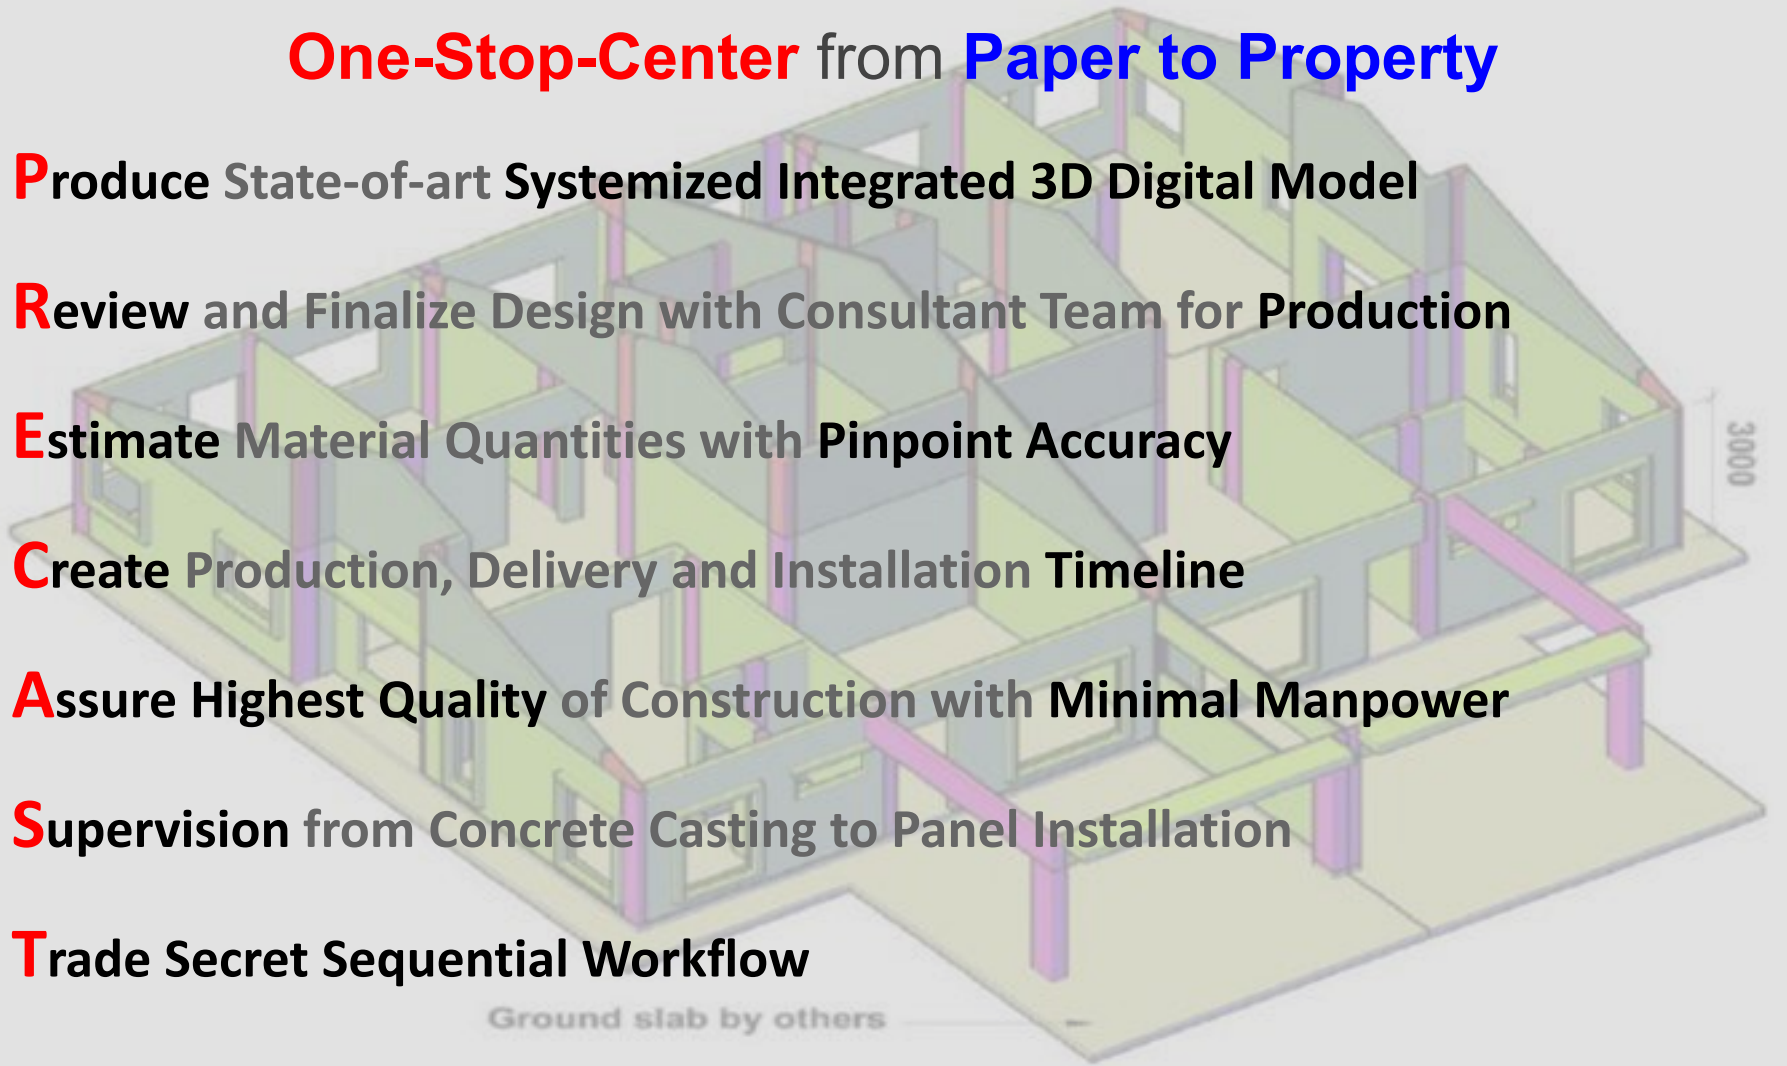 One-Stop-Center from Paper to Property
Produce State-of-art Systemized Integrated 3D Digital Model
Review and Finalize Design with Consultant Team for Production
Estimate Material Quantities with Pinpoint Accuracy
3000
Create Production, Delivery and Installation Timeline
Assure Highest Quality of Construction with Minimal Manpower
Supervision from Concrete Casting to Panel Installation
Trade Secret Sequential Workflow
Ground slab by others